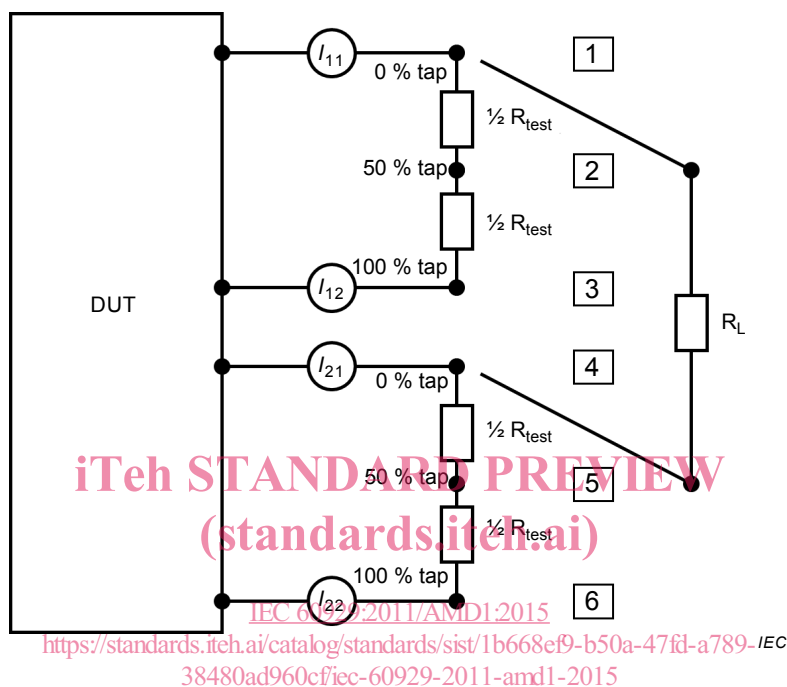 I11
1
0 % tap
½ Rtest
50 % tap
2
½ Rtest
100 % tap
I12
3
DUT
RL
I21
4
0 % tap
½ Rtest
iTeh STANDARD PREVIEW
50 % tap
5
(standards.iteh.ai)
½ Rtest
100 % tap
I22
6
IEC 60929:2011/AMD1:2015
https://standards.iteh.ai/catalog/standards/sist/1b668ef9-b50a-47fd-a789-
IEC
38480ad960cf/iec-60929-2011-amd1-2015